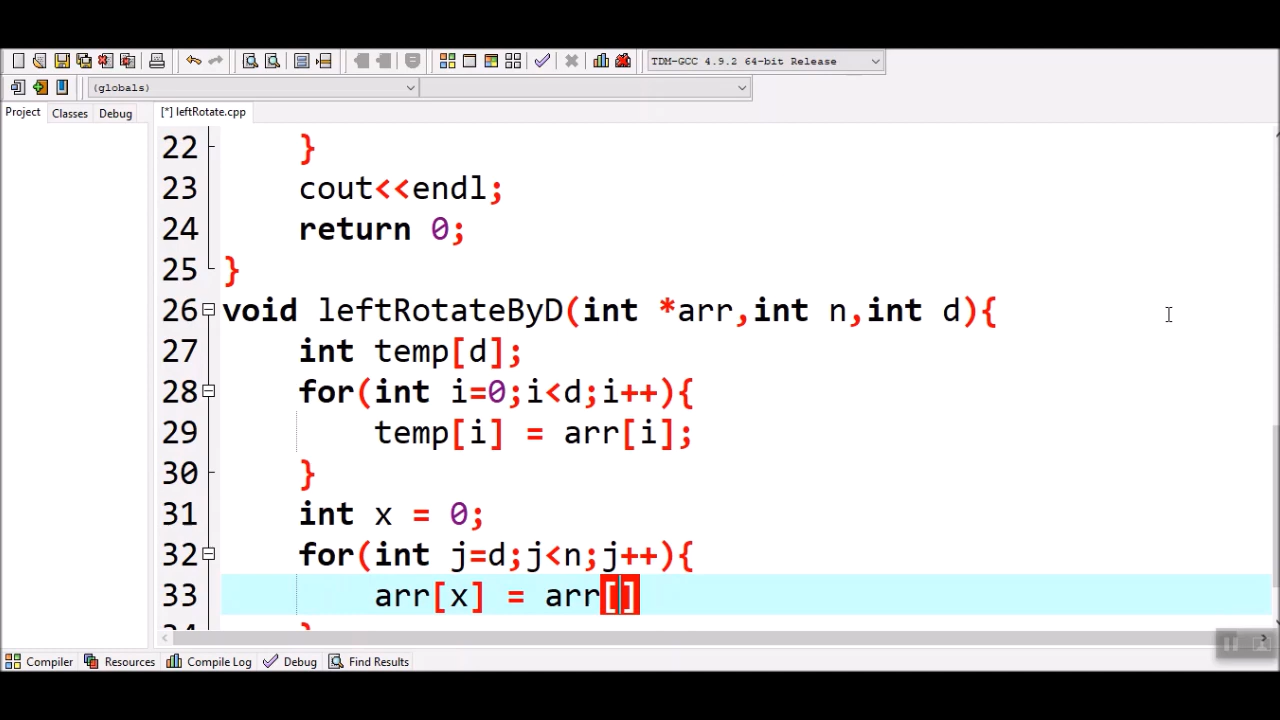 TDM-GCC 4.9.2 64-bit Release
(globals)
Project Classes Debug [*] leftRotate.cpp
22 }
23 cout<<endl;
24 return 0;
25 }
26 void leftRotateByD(int *arr,int n,int d){
27 int temp[d];
28 for(int i=0;i<d;i++){
29 temp[i] = arr[i];
30 }
31 int x = 0;
32 for(int j=d;j<n;j++){
33 arr[x] = arr[]
Compiler Resources Compile Log Debug Find Results